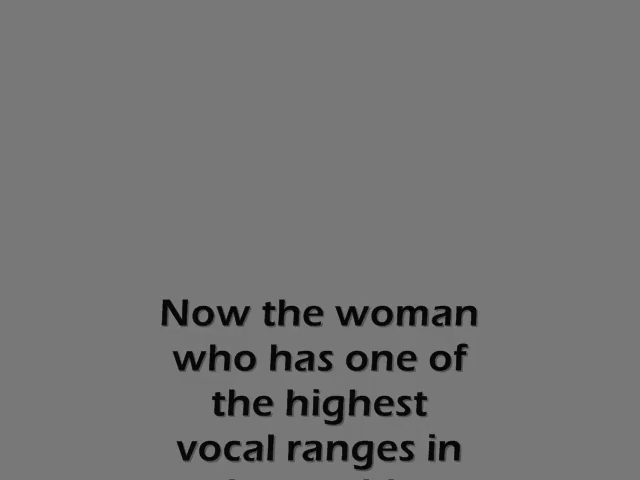 Now the woman
who has one of
the highest
vocal ranges in